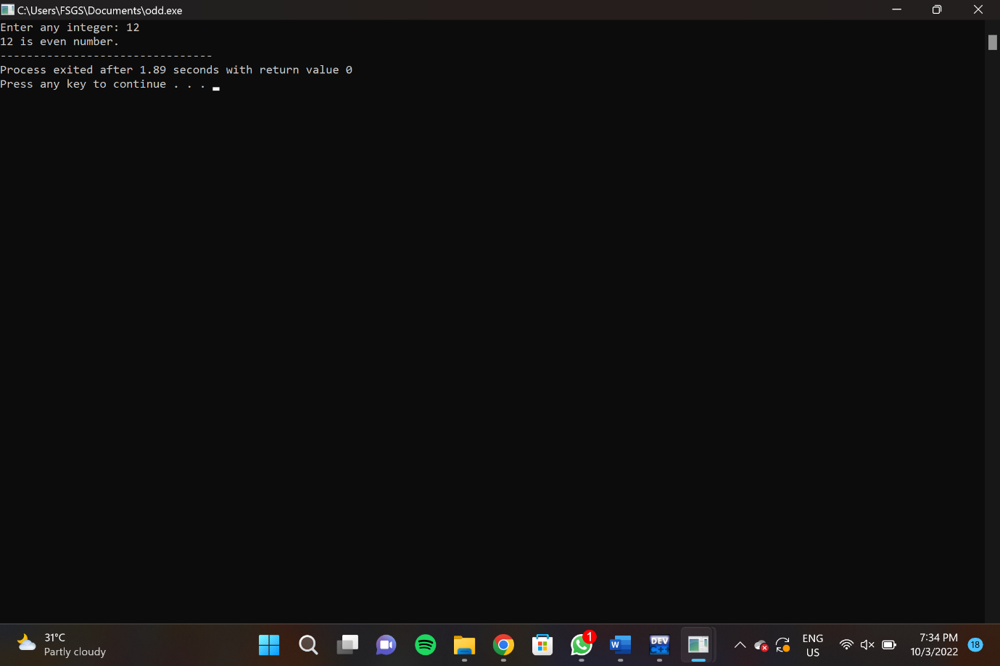 C:\Users\FSGS\Documents\odd.exe
Enter any integer: 12
12 is even number.
--------------------------------
Process exited after 1.89 seconds with return value 0
Press any key to continue . . .
31°C
Partly cloudy
1
W
DEV
C++
ENG
US
7:34 PM
10/3/2022
18